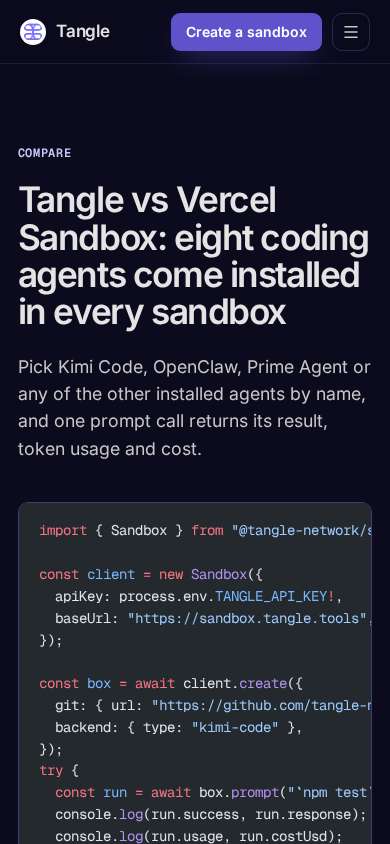 Tangle
Create a sandbox
COMPARE
Tangle vs Vercel
Sandbox: eight coding
agents come installed
in every sandbox
Pick Kimi Code, OpenClaw, Prime Agent or
any of the other installed agents by name,
and one prompt call returns its result,
token usage and cost.
import { Sandbox } from "@tangle-network/s
const client = new Sandbox({
  apiKey: process.env.TANGLE_API_KEY!,
  baseUrl: "https://sandbox.tangle.tools",
});
const box = await client.create({
  git: { url: "https://github.com/tangle-n
  backend: { type: "kimi-code" },
});
try {
  const run = await box.prompt("`npm test`
  console.log(run.success, run.response);
  console.log(run.usage, run.costUsd);